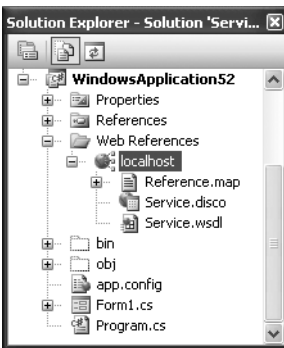 Solution Explorer - Solution 'Servi...
WindowsApplication52
Properties
References
Web References
localhost
Reference.map
Service.disco
Service.wsdl
bin
obj
app.config
Form1.cs
Program.cs